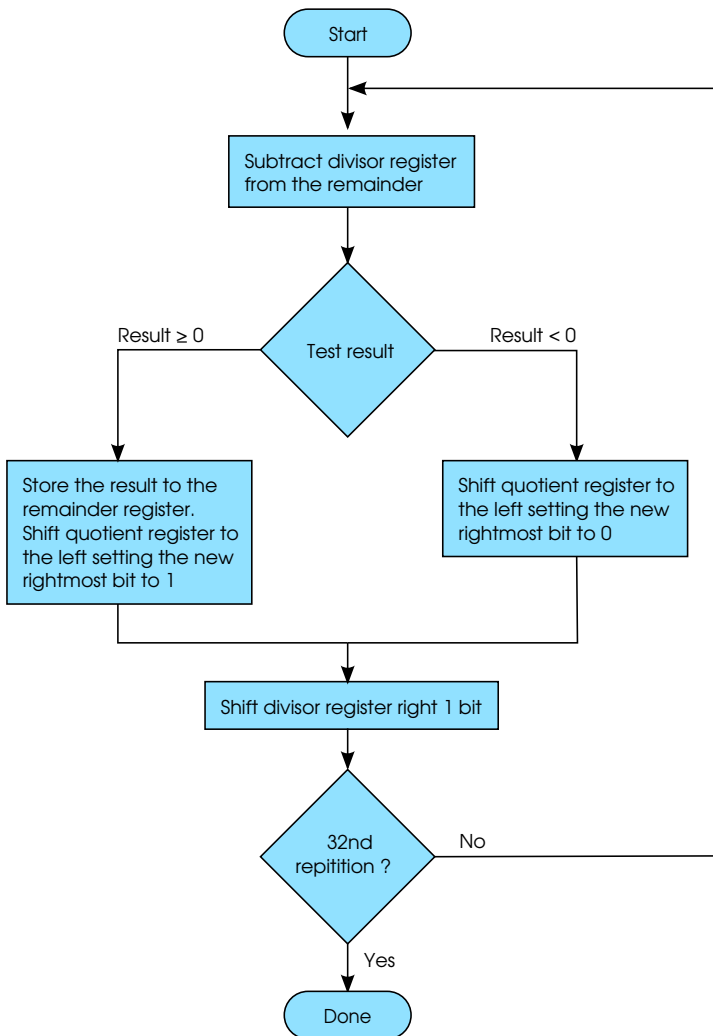 Start
Subtract divisor register
from the remainder
Test result
Result ≥ 0
Result < 0
Store the result to the
remainder register.
Shift quotient register to
the left setting the new
rightmost bit to 1
Shift quotient register to
the left setting the new
rightmost bit to 0
Shift divisor register right 1 bit
32nd
repitition ?
No
Yes
Done